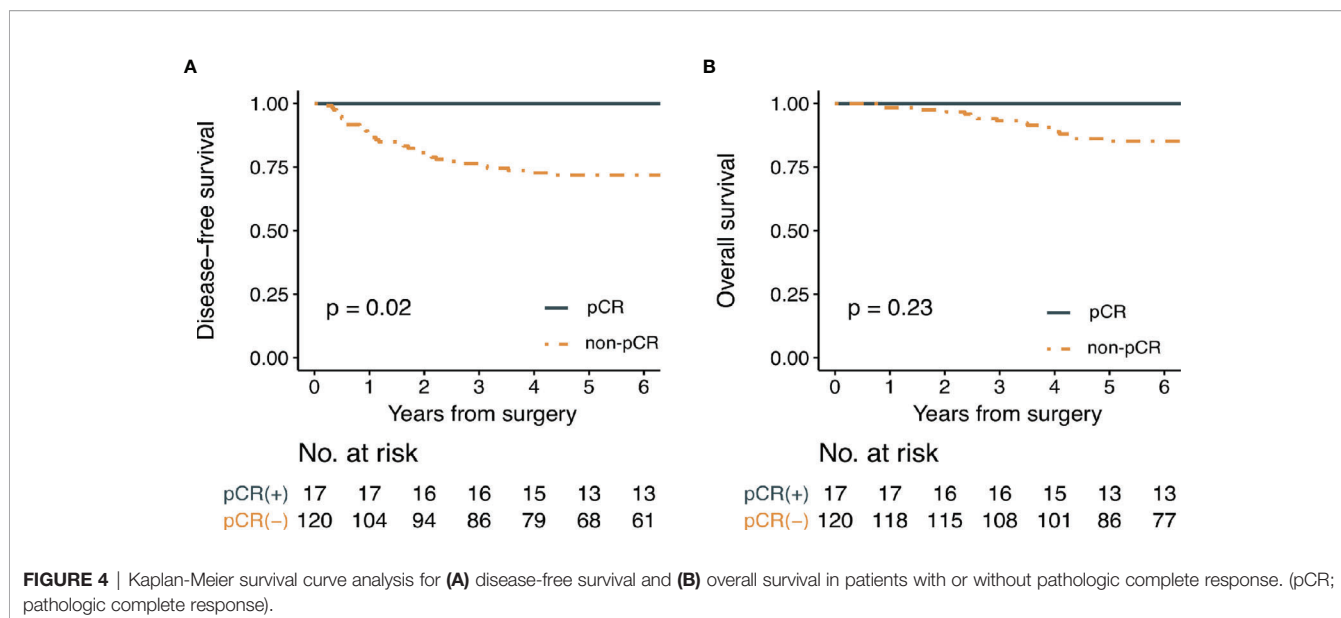 A
Disease-free survival
1.00
0.75
0.50
0.25
0.00
p = 0.02
pCR
non-pCR
0 1 2 3 4 5 6
Years from surgery
No. at risk
pCR(+) 17 17 16 16 15 13 13
pCR(−) 120 104 94 86 79 68 61
B
Overall survival
1.00
0.75
0.50
0.25
0.00
p = 0.23
pCR
non-pCR
0 1 2 3 4 5 6
Years from surgery
No. at risk
pCR(+) 17 17 16 16 15 13 13
pCR(−) 120 118 115 108 101 86 77
FIGURE 4 | Kaplan-Meier survival curve analysis for (A) disease-free survival and (B) overall survival in patients with or without pathologic complete response. (pCR;
pathologic complete response).